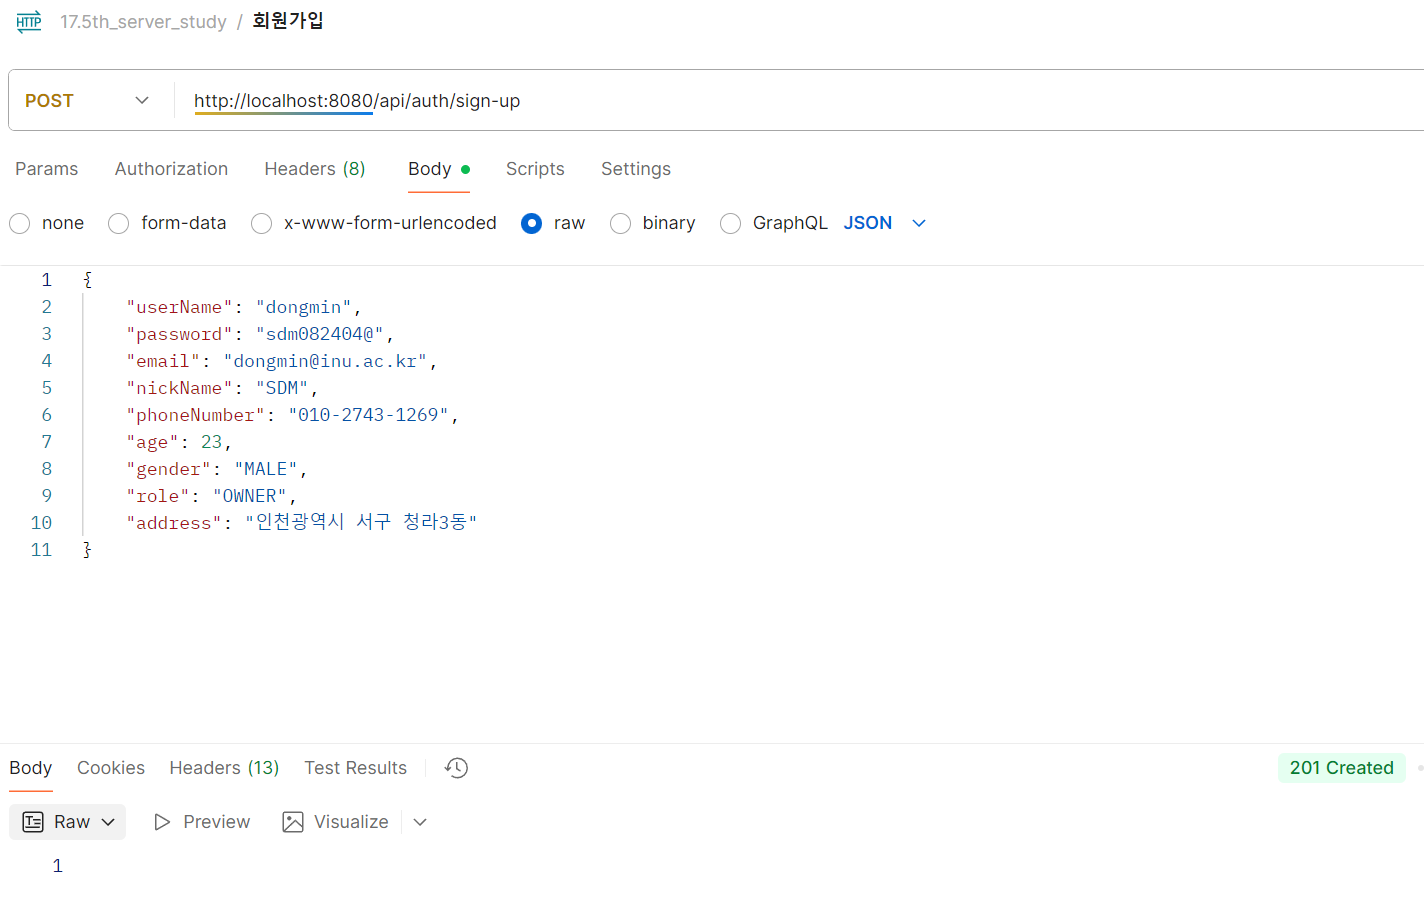 HTTP 17.5th_server_study / 회원가입
POST http://localhost:8080/api/auth/sign-up
Params Authorization Headers (8) Body Scripts Settings
none form-data x-www-form-urlencoded raw binary GraphQL JSON
1 {
2 "userName": "dongmin",
3 "password": "sdm082404@",
4 "email": "dongmin@inu.ac.kr",
5 "nickName": "SDM",
6 "phoneNumber": "010-2743-1269",
7 "age": 23,
8 "gender": "MALE",
9 "role": "OWNER",
10 "address": "인천광역시 서구 청라3동"
11 }
Body Cookies Headers (13) Test Results 201 Created
Raw Preview Visualize
1